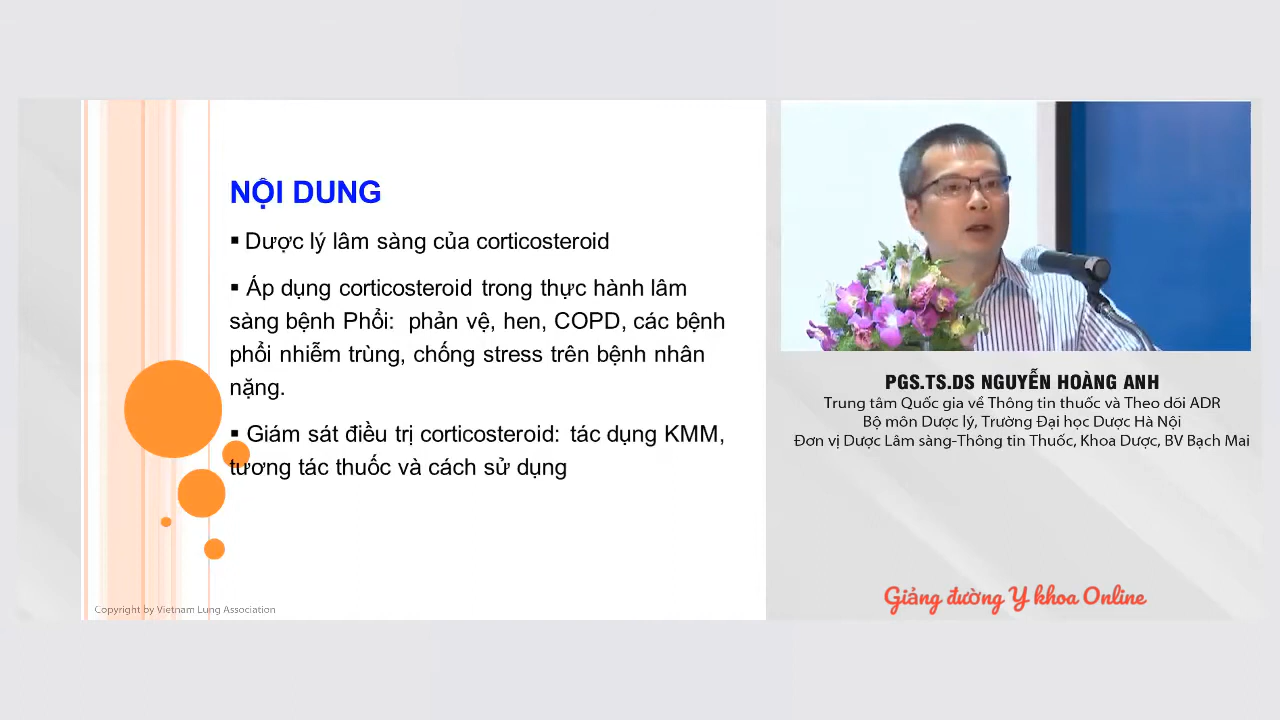 NỘI DUNG
▪ Dược lý lâm sàng của corticosteroid
▪ Áp dụng corticosteroid trong thực hành lâm
sàng bệnh Phổi: phản vệ, hen, COPD, các bệnh
phổi nhiễm trùng, chống stress trên bệnh nhân
nặng.
▪ Giám sát điều trị corticosteroid: tác dụng KMM,
tương tác thuốc và cách sử dụng
Copyright by Vietnam Lung Association
PGS.TS.DS NGUYỄN HOÀNG ANH
Trung tâm Quốc gia về Thông tin thuốc và Theo dõi ADR
Bộ môn Dược lý, Trường Đại học Dược Hà Nội
Đơn vị Dược Lâm sàng-Thông tin Thuốc, Khoa Dược, BV Bạch Mai
Giảng đường Y khoa Online